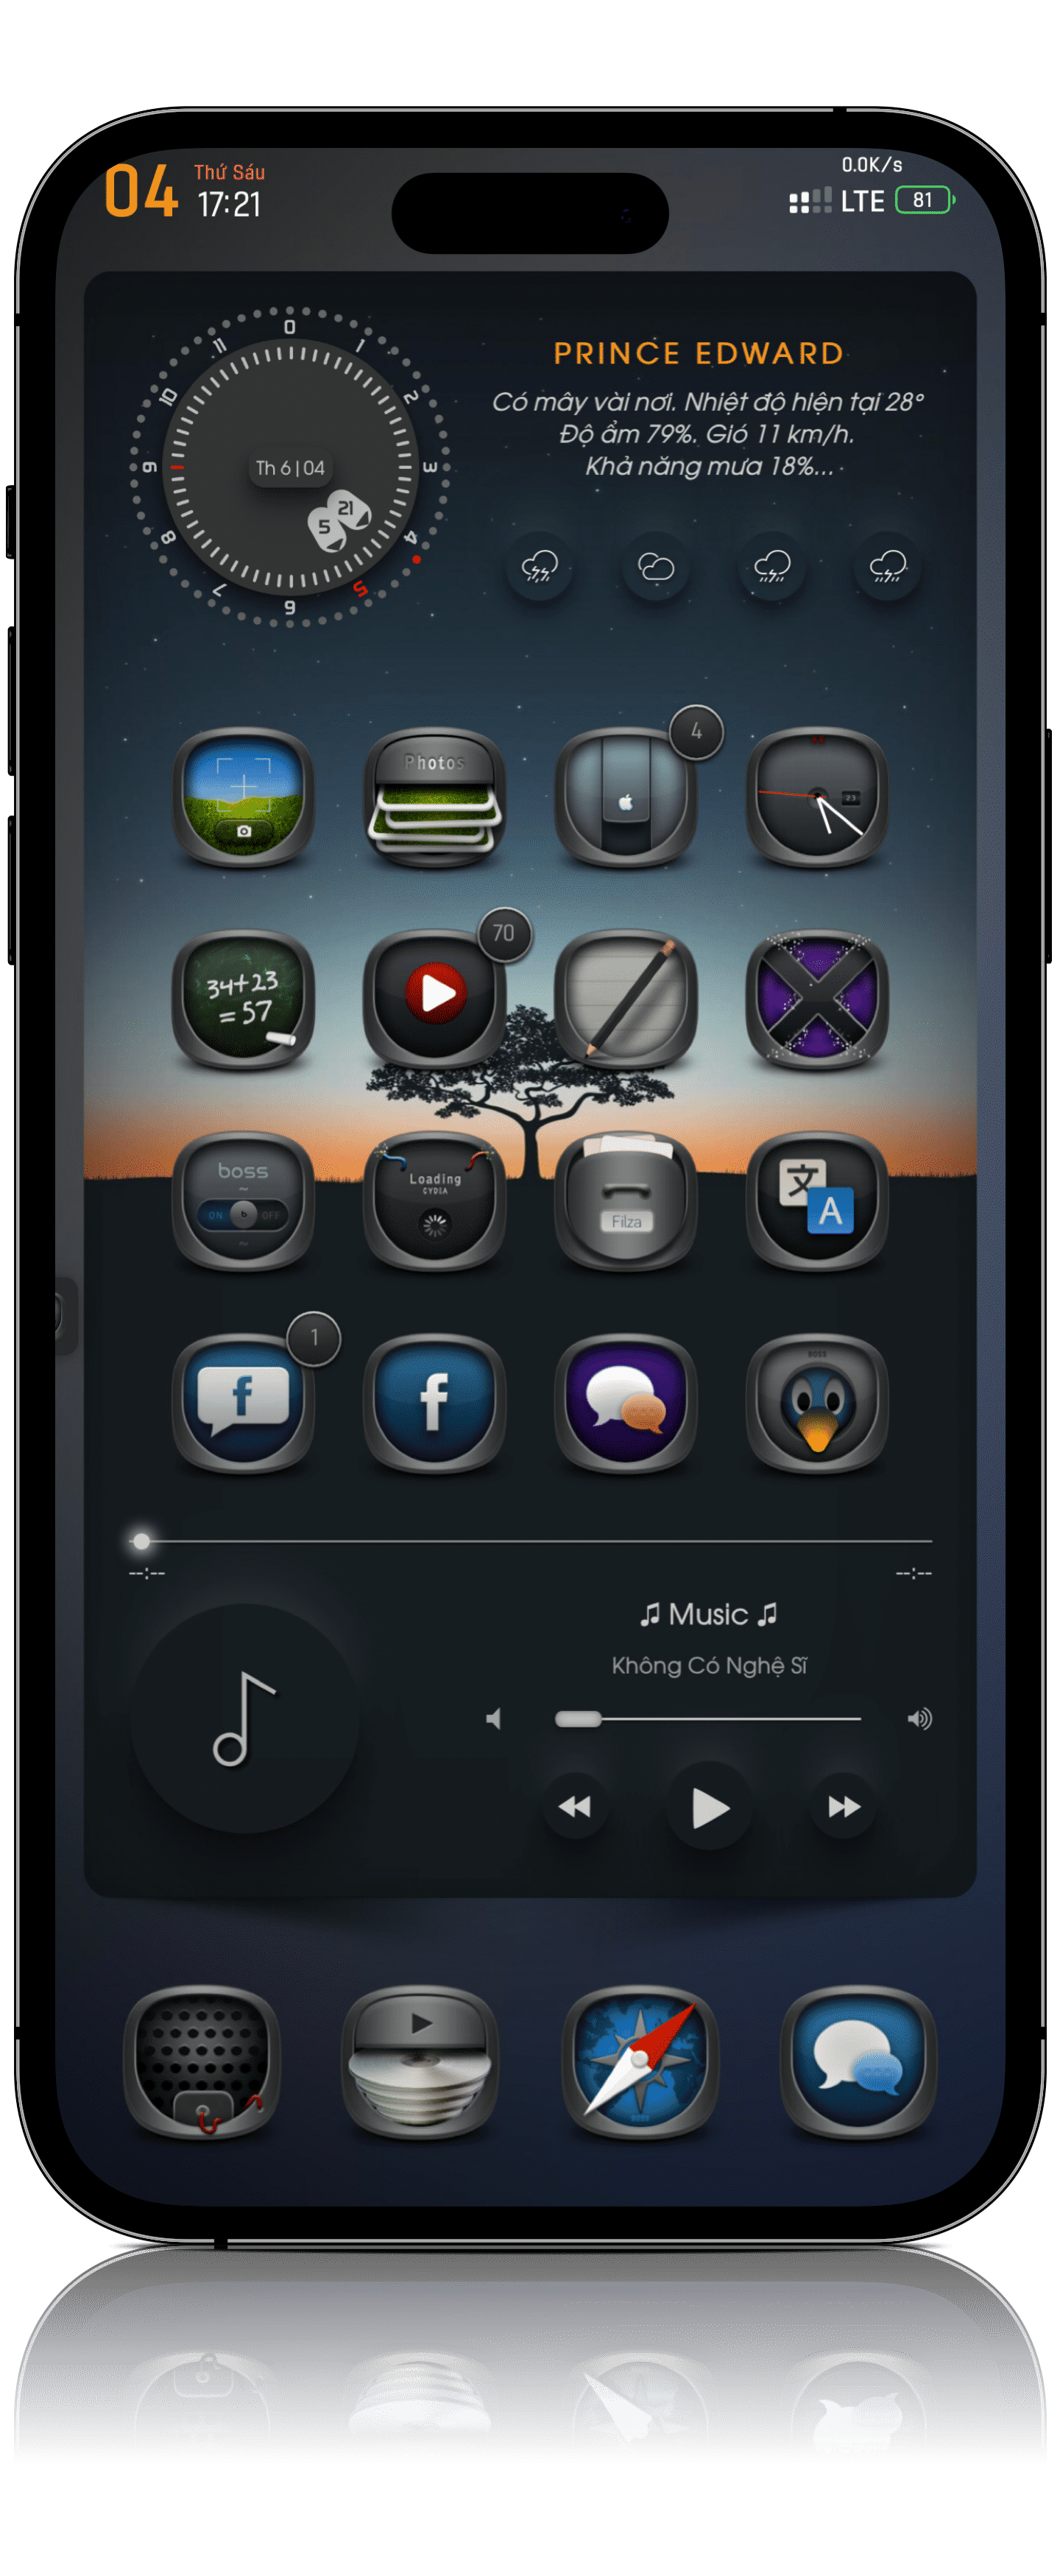 04
Thứ Sáu
17:21
0.0K/s
LTE
81
0
1
2
3
4
5
6
7
8
9
10
11
Th 6 | 04
5
21
PRINCE EDWARD
Có mây vài nơi. Nhiệt độ hiện tại 28°
Độ ẩm 79%. Gió 11 km/h.
Khả năng mưa 18%...
Photos
4
23
34+23
= 57
70
boss
ON
b
OFF
Loading
CYDIA
Filza
文
A
f
1
f
BOSS
--:--
--:--
♫ Music ♫
Không Có Nghệ Sĩ
BOSS